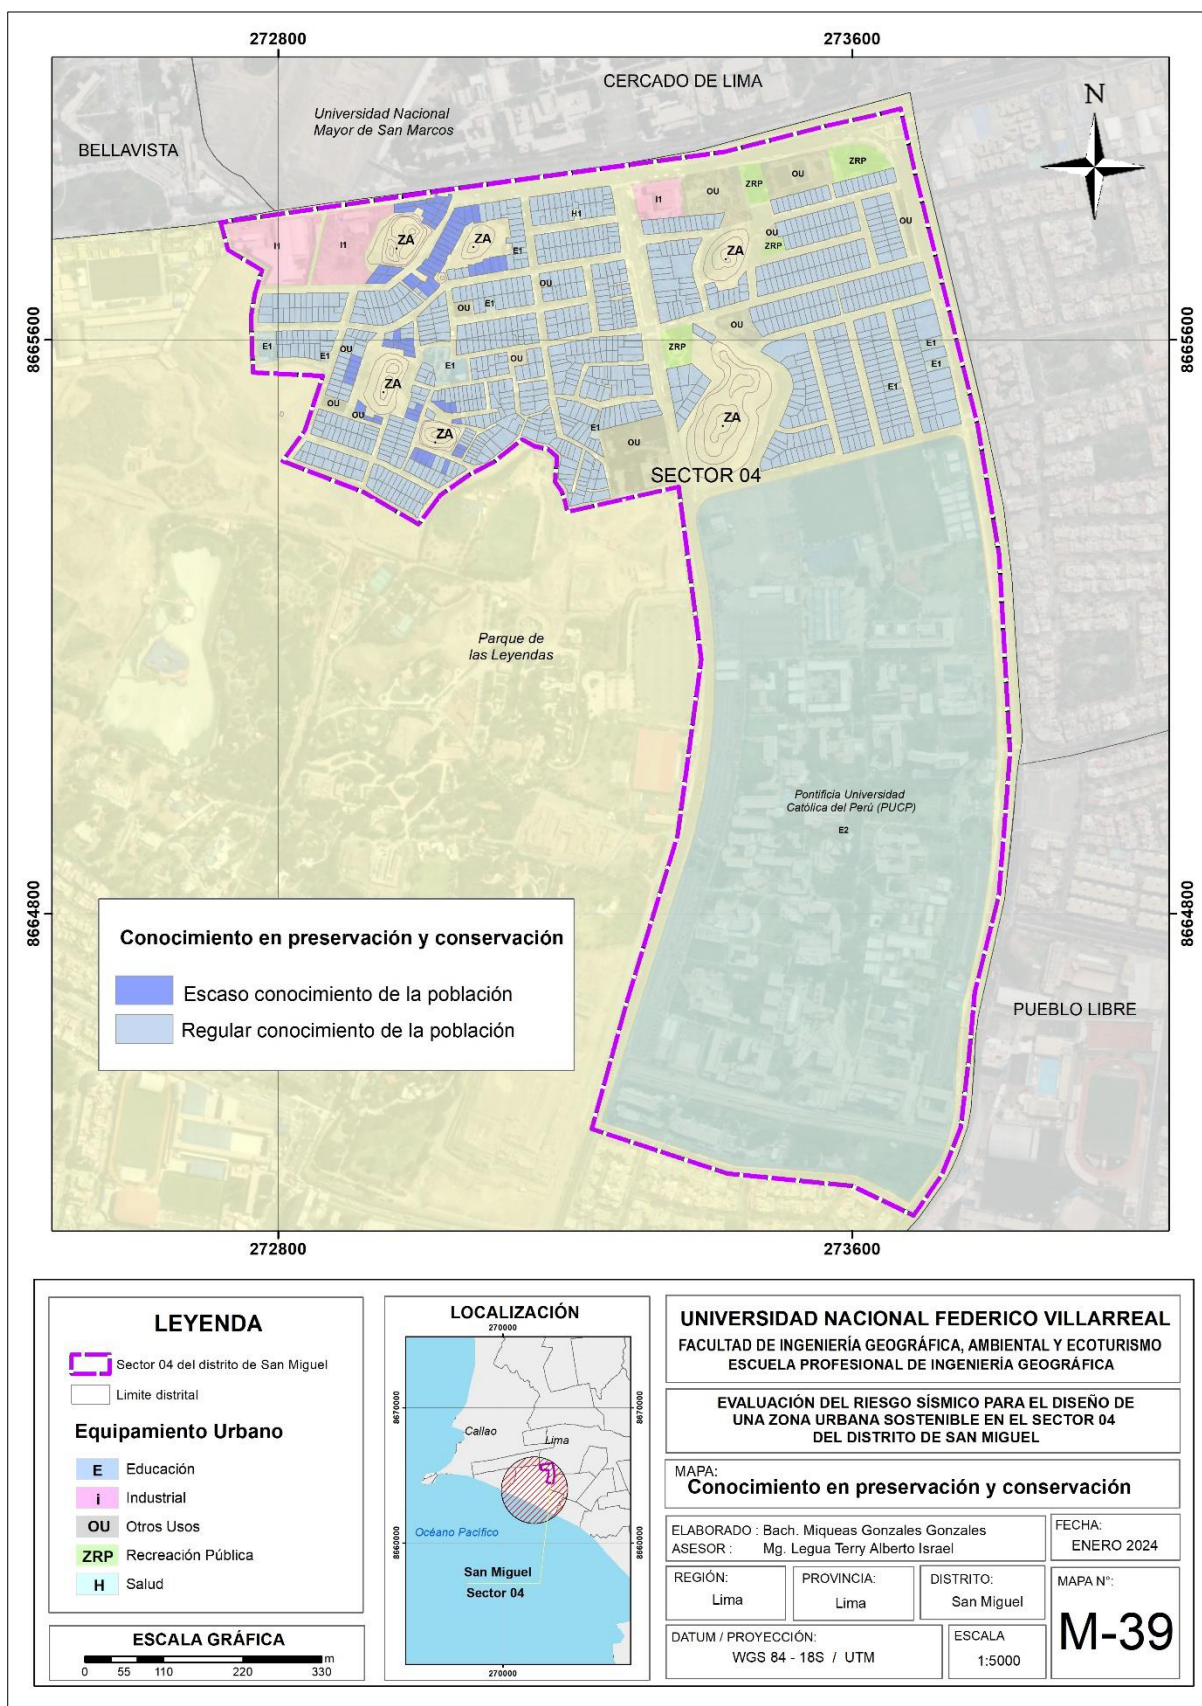 272800
273600
CERCADO DE LIMA
Universidad Nacional
Mayor de San Marcos
BELLAVISTA
N
ZRP
OU
ZRP
OU
I1
H1
OU
OU
ZRP
ZA
ZA
ZA
I1
I1
E1
OU
E1
OU
8665600
8665600
OU
ZRP
E1
E1
OU
OU
E1
E1
E1
E1
ZA
OU
OU
ZA
ZA
E1
OU
SECTOR 04
Parque de
las Leyendas
Pontificia Universidad
Católica del Perú (PUCP)
E2
8664800
8664800
Conocimiento en preservación y conservación
Escaso conocimiento de la población
Regular conocimiento de la población
PUEBLO LIBRE
272800
273600
LEYENDA
Sector 04 del distrito de San Miguel
Limite distrital
Equipamiento Urbano
E Educación
i Industrial
OU Otros Usos
ZRP Recreación Pública
H Salud
ESCALA GRÁFICA
0 55 110 220 330 m
LOCALIZACIÓN
270000
8670000
8670000
Callao
Lima
Océano Pacífico
8660000
8660000
San Miguel
Sector 04
270000
UNIVERSIDAD NACIONAL FEDERICO VILLARREAL
FACULTAD DE INGENIERÍA GEOGRÁFICA, AMBIENTAL Y ECOTURISMO
ESCUELA PROFESIONAL DE INGENIERÍA GEOGRÁFICA
EVALUACIÓN DEL RIESGO SÍSMICO PARA EL DISEÑO DE
UNA ZONA URBANA SOSTENIBLE EN EL SECTOR 04
DEL DISTRITO DE SAN MIGUEL
MAPA:
Conocimiento en preservación y conservación
ELABORADO : Bach. Miqueas Gonzales Gonzales
ASESOR : Mg. Legua Terry Alberto Israel
FECHA:
ENERO 2024
REGIÓN:
Lima
PROVINCIA:
Lima
DISTRITO:
San Miguel
MAPA N°:
M-39
DATUM / PROYECCIÓN:
WGS 84 - 18S / UTM
ESCALA
1:5000